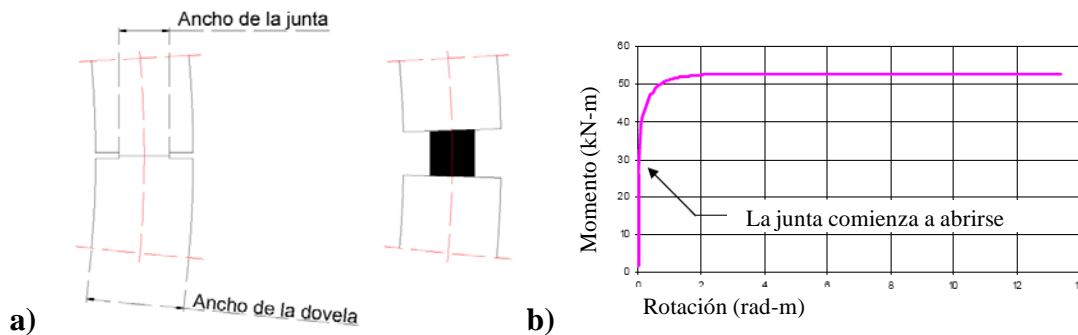 Ancho de la junta
Ancho de la dovela
a)
60
50
40
30
20
10
0
Momento (kN-m)
La junta comienza a abrirse
0 2 4 6 8 10 12 14
Rotación (rad-m)
b)